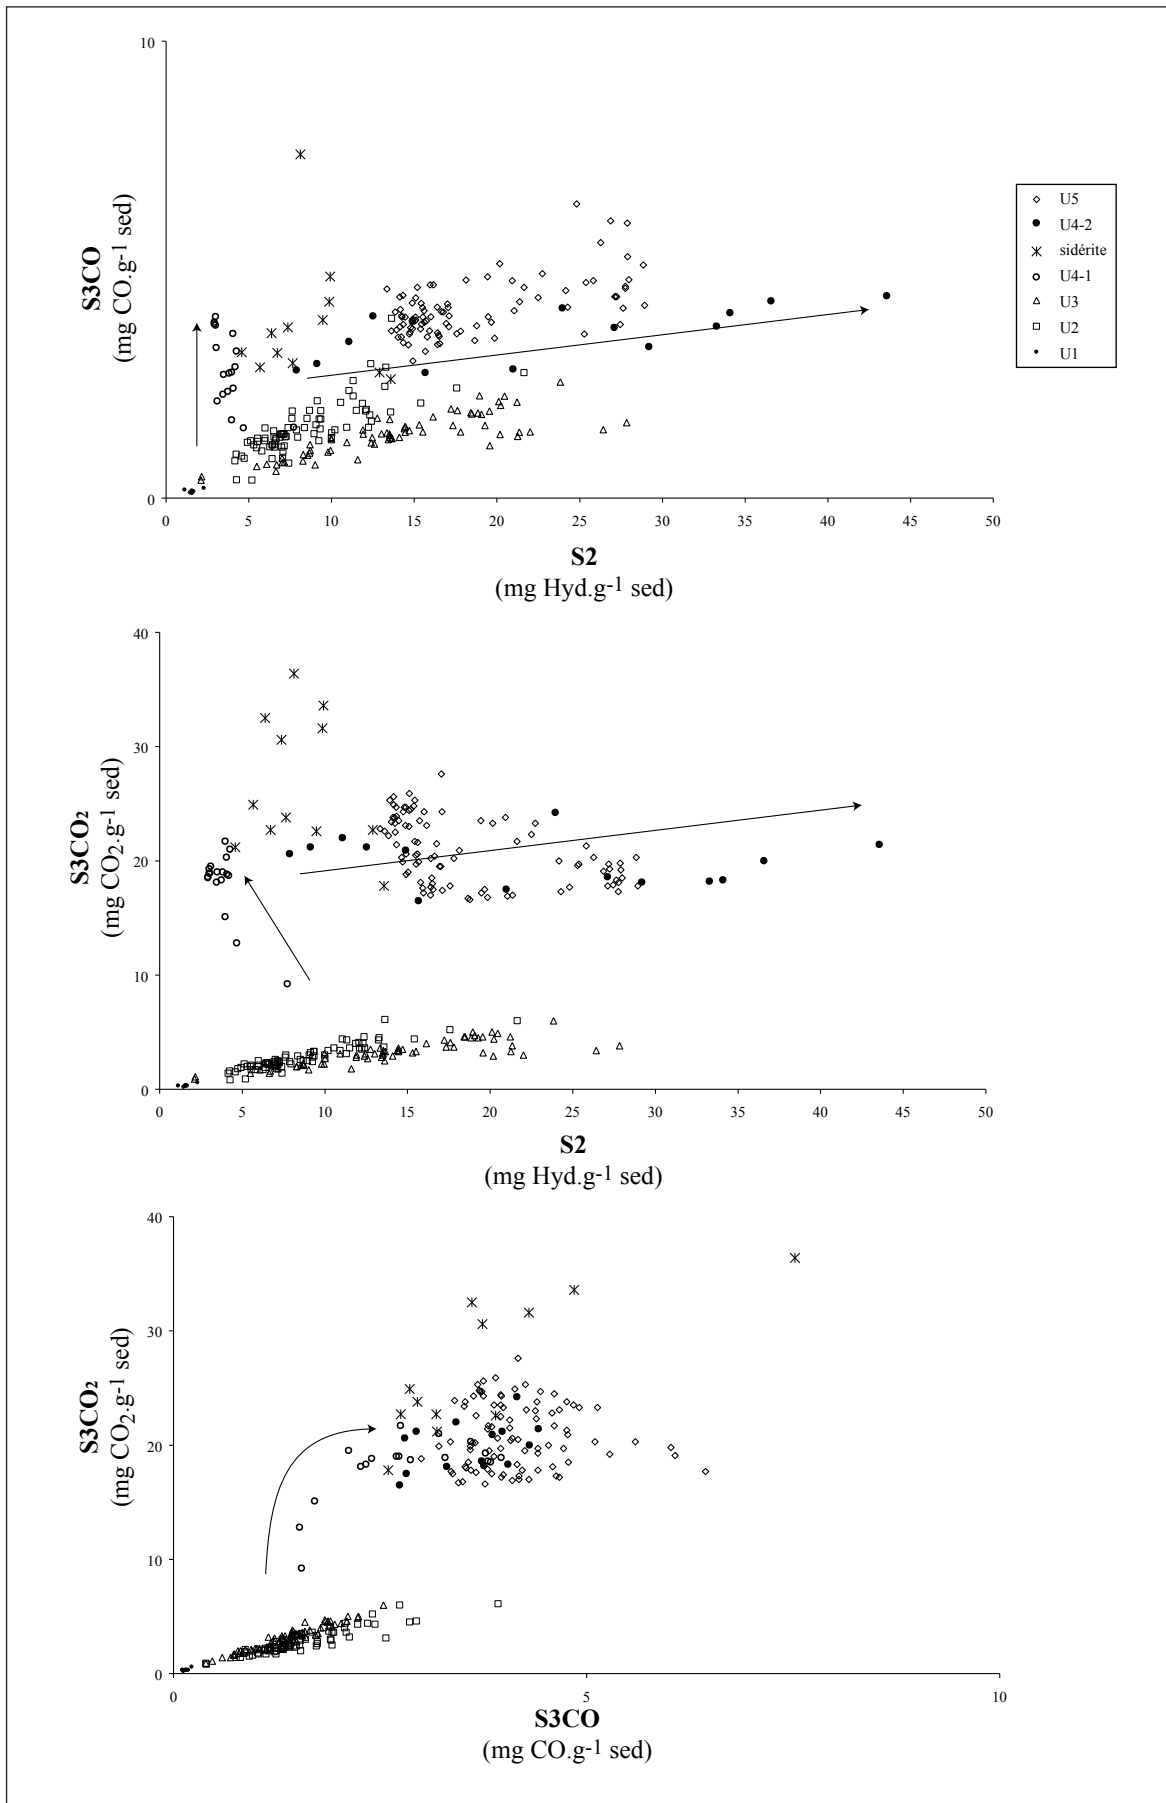 10
S3CO
(mg CO.g-1 sed)
U5
U4-2
sidérite
U4-1
U3
U2
U1
0
0 5 10 15 20 25 30 35 40 45 50
S2
(mg Hyd.g-1 sed)
40
30
S3CO2
(mg CO2.g-1 sed)
20
10
0
0 5 10 15 20 25 30 35 40 45 50
S2
(mg Hyd.g-1 sed)
40
30
S3CO2
(mg CO2.g-1 sed)
20
10
0
0 5 10
S3CO
(mg CO.g-1 sed)